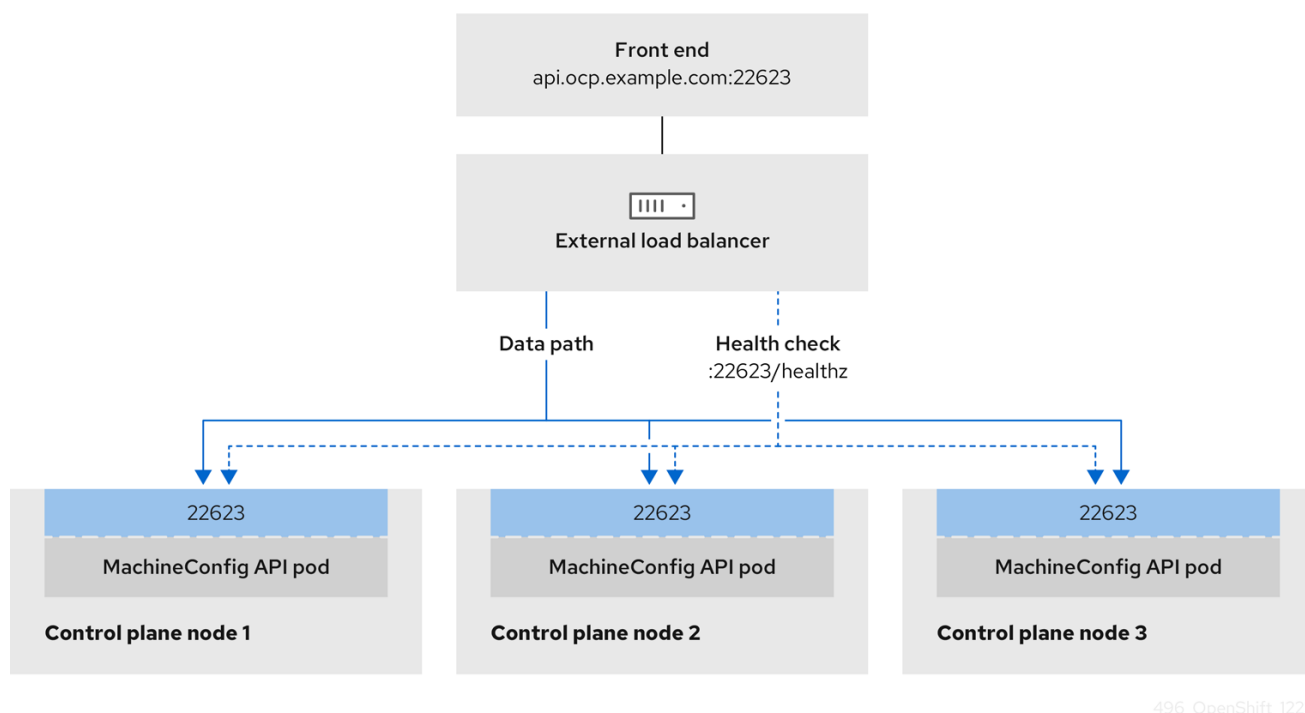 Front end
api.ocp.example.com:22623
External load balancer
Data path
Health check
:22623/healthz
22623
22623
22623
MachineConfig API pod
MachineConfig API pod
MachineConfig API pod
Control plane node 1
Control plane node 2
Control plane node 3
496_OpenShift_122